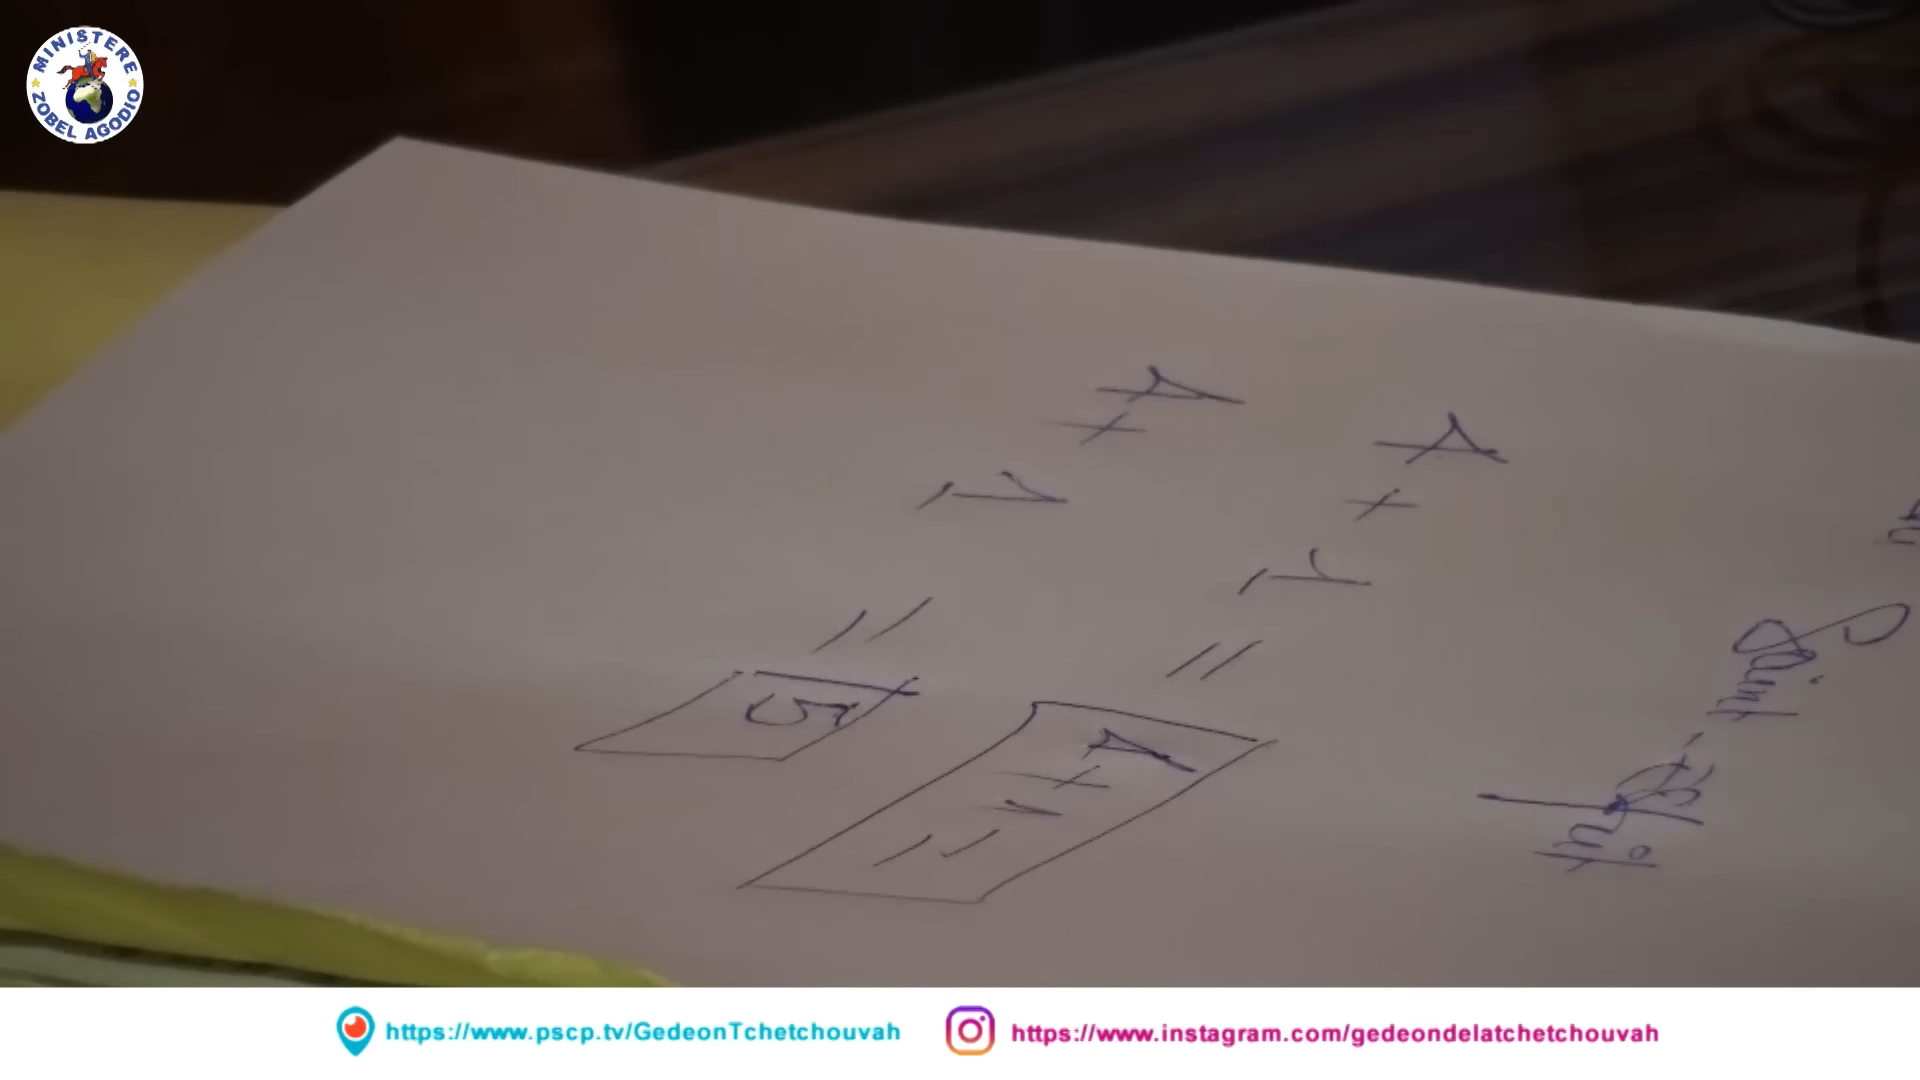 MINISTERE
ZOBEL AGODIO
Saint-Esprit
4 + 1 = 4+1=
4 + 1 = 5
https://www.pscp.tv/GedeonTchetchouvah
https://www.instagram.com/gedeondelatchetchouvah